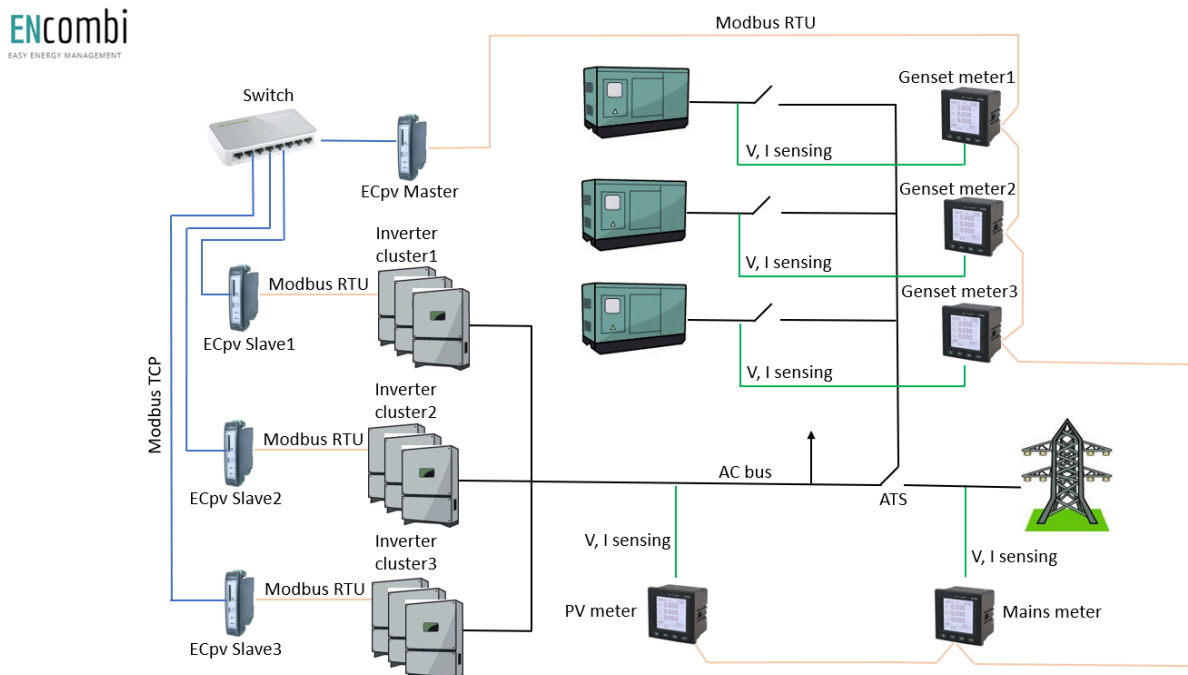 ENcombi
EASY ENERGY MANAGEMENT
Modbus RTU
Switch
Genset meter1
V, I sensing
ECpv Master
Genset meter2
Inverter
cluster1
V, I sensing
Modbus RTU
Genset meter3
ECpv Slave1
V, I sensing
Modbus TCP
Inverter
cluster2
Modbus RTU
AC bus
ATS
ECpv Slave2
Inverter
cluster3
V, I sensing
V, I sensing
Modbus RTU
PV meter
Mains meter
ECpv Slave3